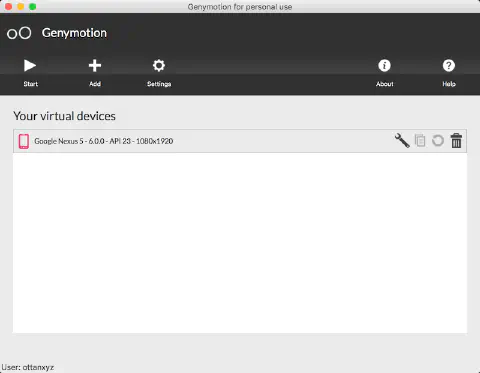 Genymotion for personal use
Genymotion
Start Add Settings About Help
Your virtual devices
Google Nexus 5 - 6.0.0 - API 23 - 1080x1920
User: ottanxyz